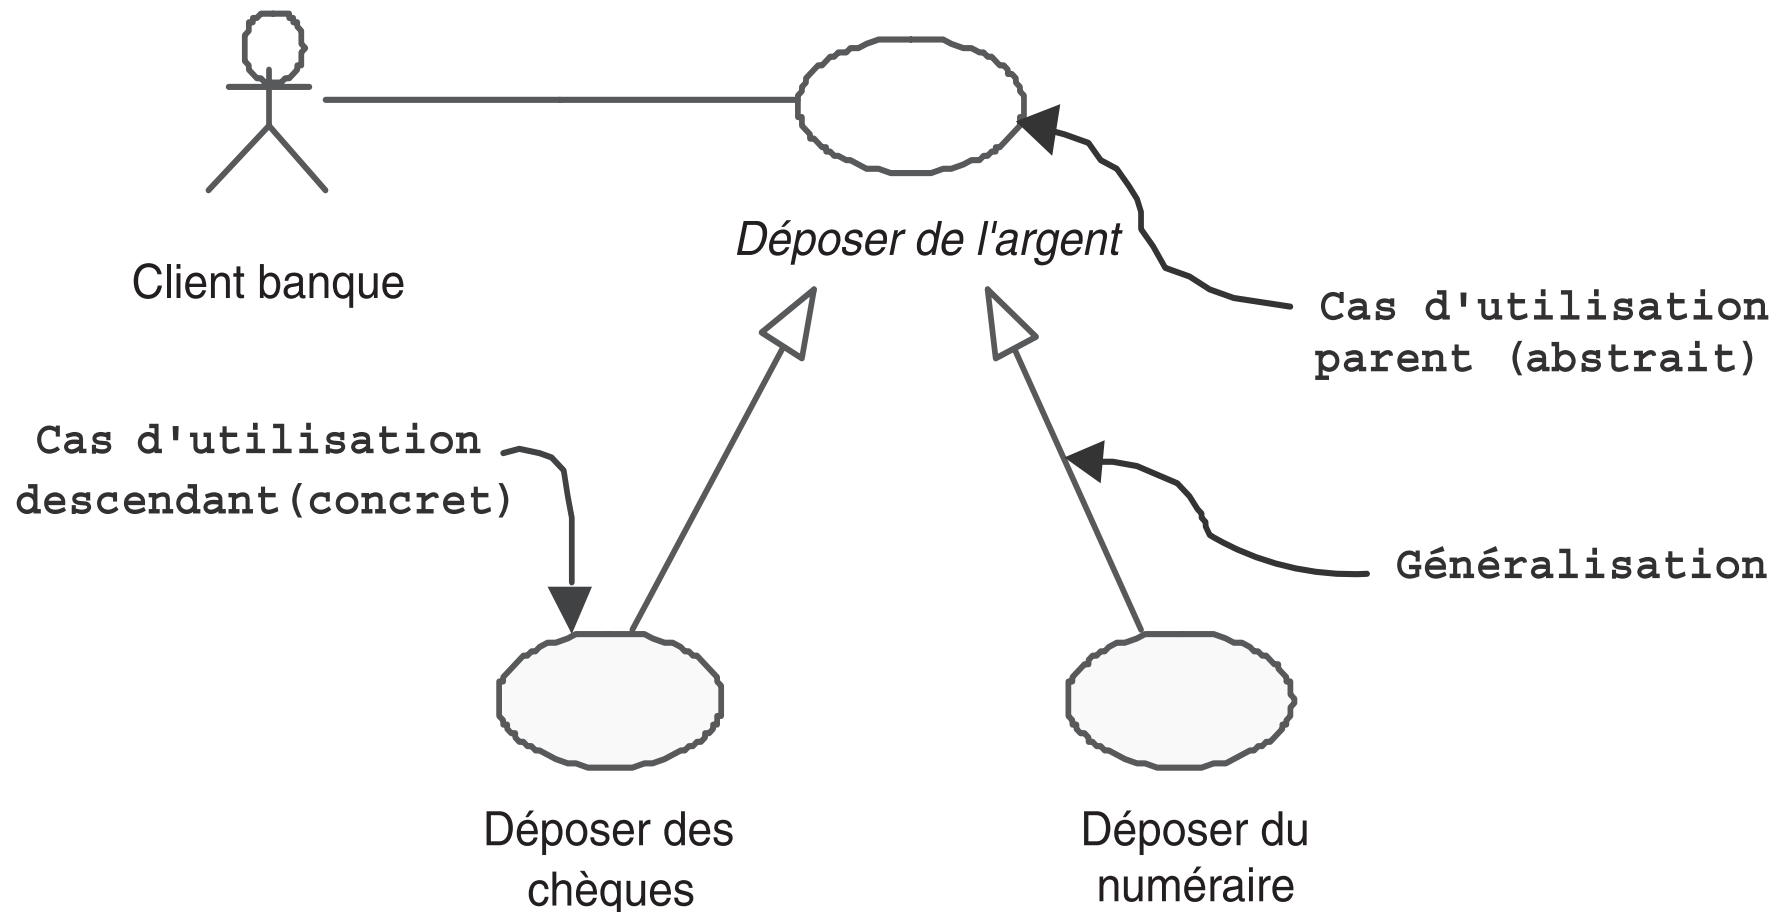 Déposer de l'argent
Client banque
Cas d'utilisation
parent (abstrait)
Cas d'utilisation
descendant(concret)
Généralisation
Déposer des
chèques
Déposer du
numéraire